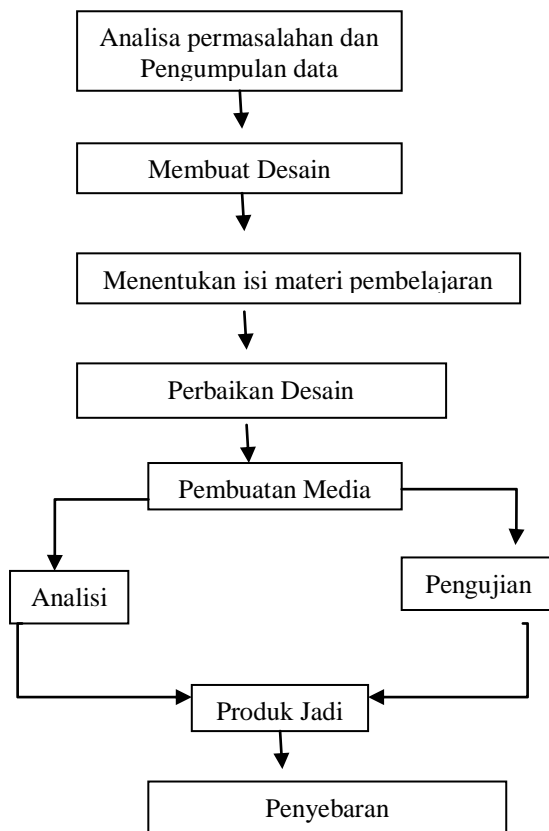 Analisa permasalahan dan
Pengumpulan data
Membuat Desain
Menentukan isi materi pembelajaran
Perbaikan Desain
Pembuatan Media
Analisi
Pengujian
Produk Jadi
Penyebaran